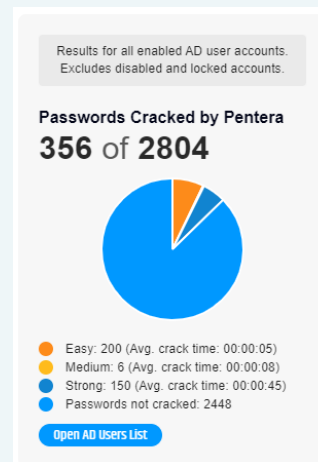 Results for all enabled AD user accounts.
Excludes disabled and locked accounts.
Passwords Cracked by Pentera
356 of 2804
Easy: 200 (Avg. crack time: 00:00:05)
Medium: 6 (Avg. crack time: 00:00:08)
Strong: 150 (Avg. crack time: 00:00:45)
Passwords not cracked: 2448
Open AD Users List